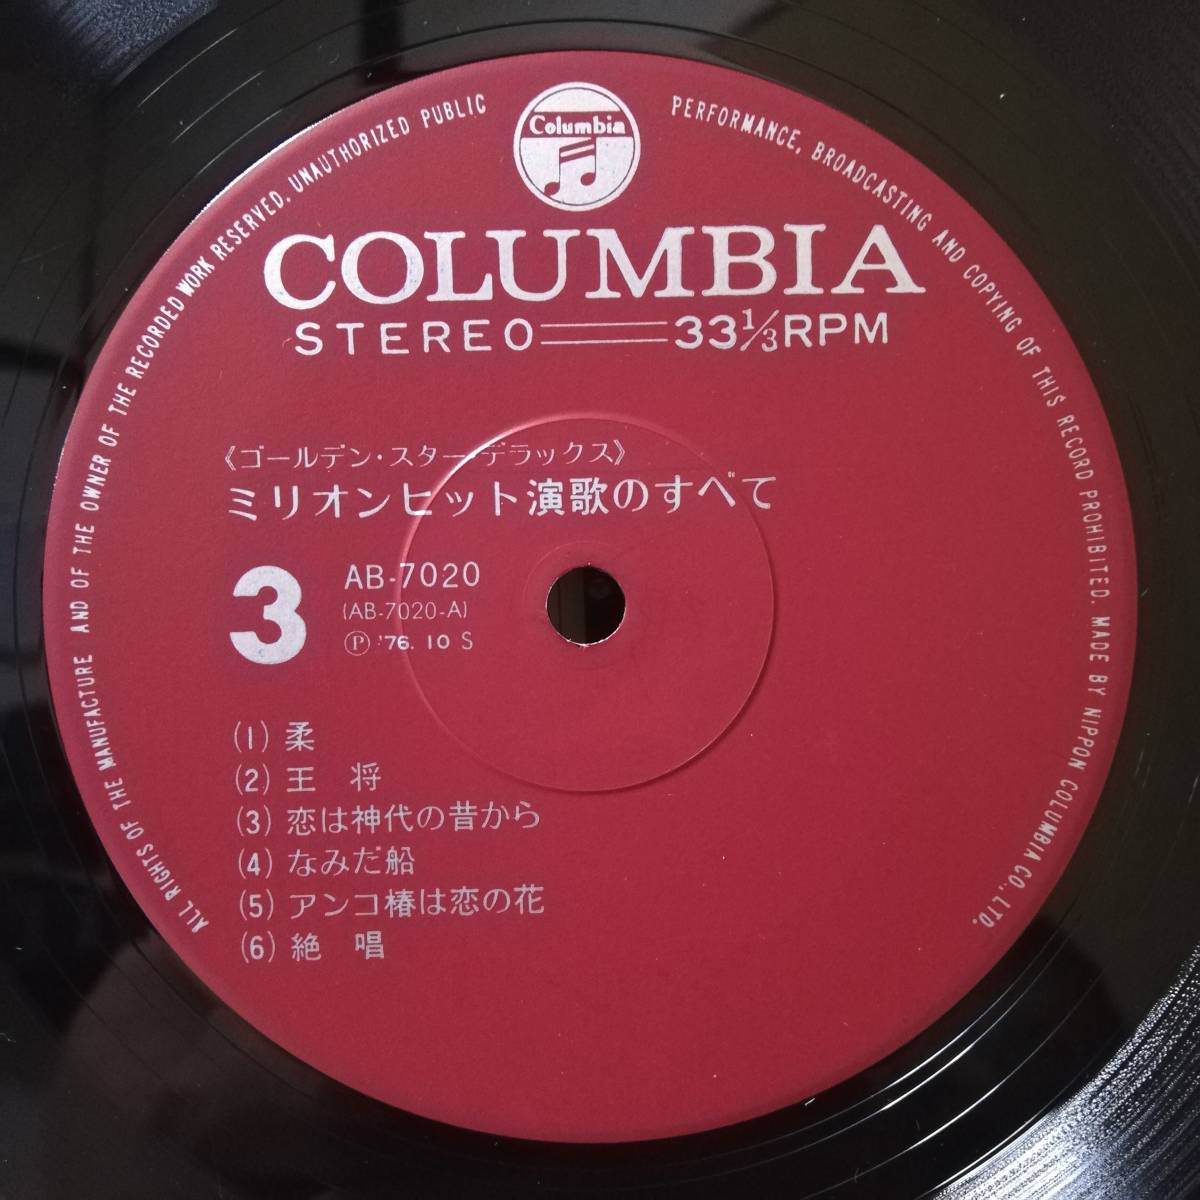 ALL RIGHTS OF THE MANUFACTURE AND OF THE OWNER OF THE RECORDED WORK RESERVED. UNAUTHORIZED PUBLIC PERFORMANCE, BROADCASTING AND COPYING OF THIS RECORD PROHIBITED. MADE BY NIPPON COLUMBIA CO., LTD.
Columbia
COLUMBIA
STEREO 33⅓RPM
《ゴールデン・スター・デラックス》
ミリオンヒット演歌のすべて
3
AB-7020
(AB-7020-A)
Ⓟ '76. 10 S
(1) 柔
(2) 王 将
(3) 恋は神代の昔から
(4) なみだ船
(5) アンコ椿は恋の花
(6) 絶 唱